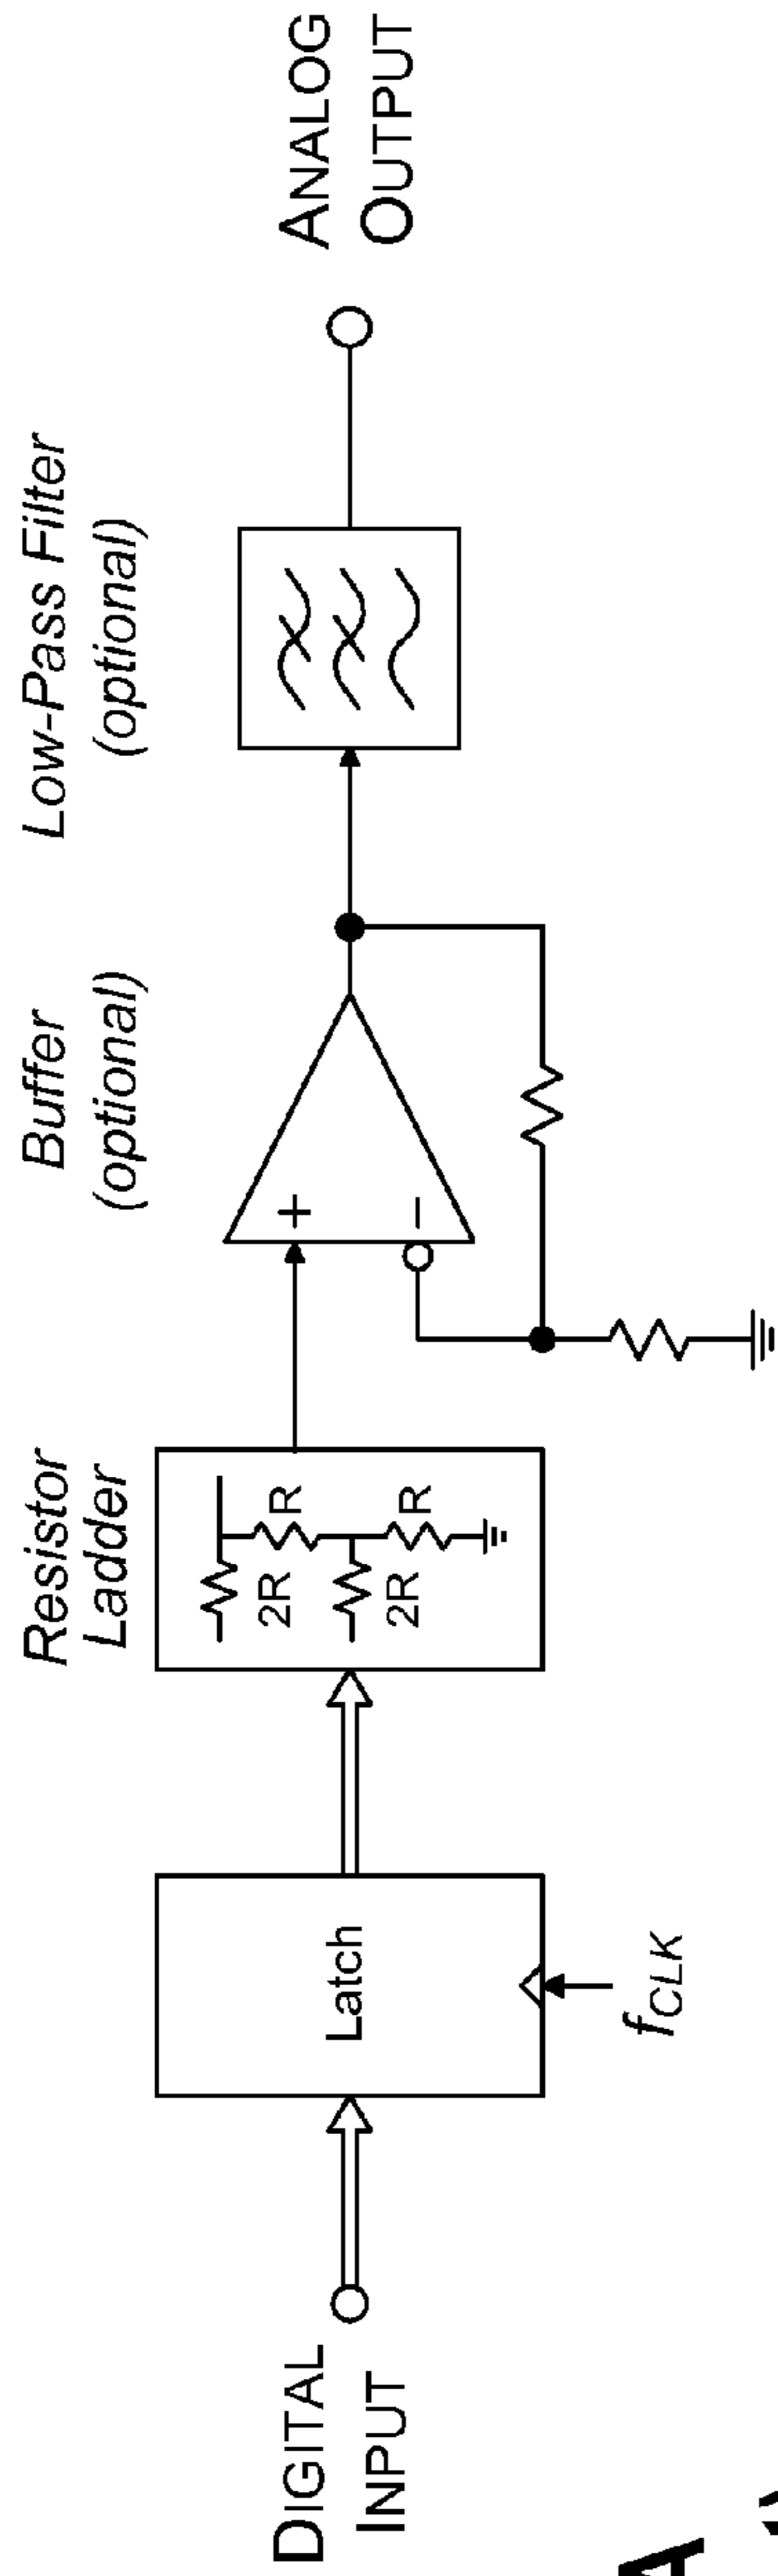 DIGITAL
INPUT
Latch
fCLK
Resistor
Ladder
2R
R
2R
R
Buffer
(optional)
+
−
Low-Pass Filter
(optional)
ANALOG
OUTPUT